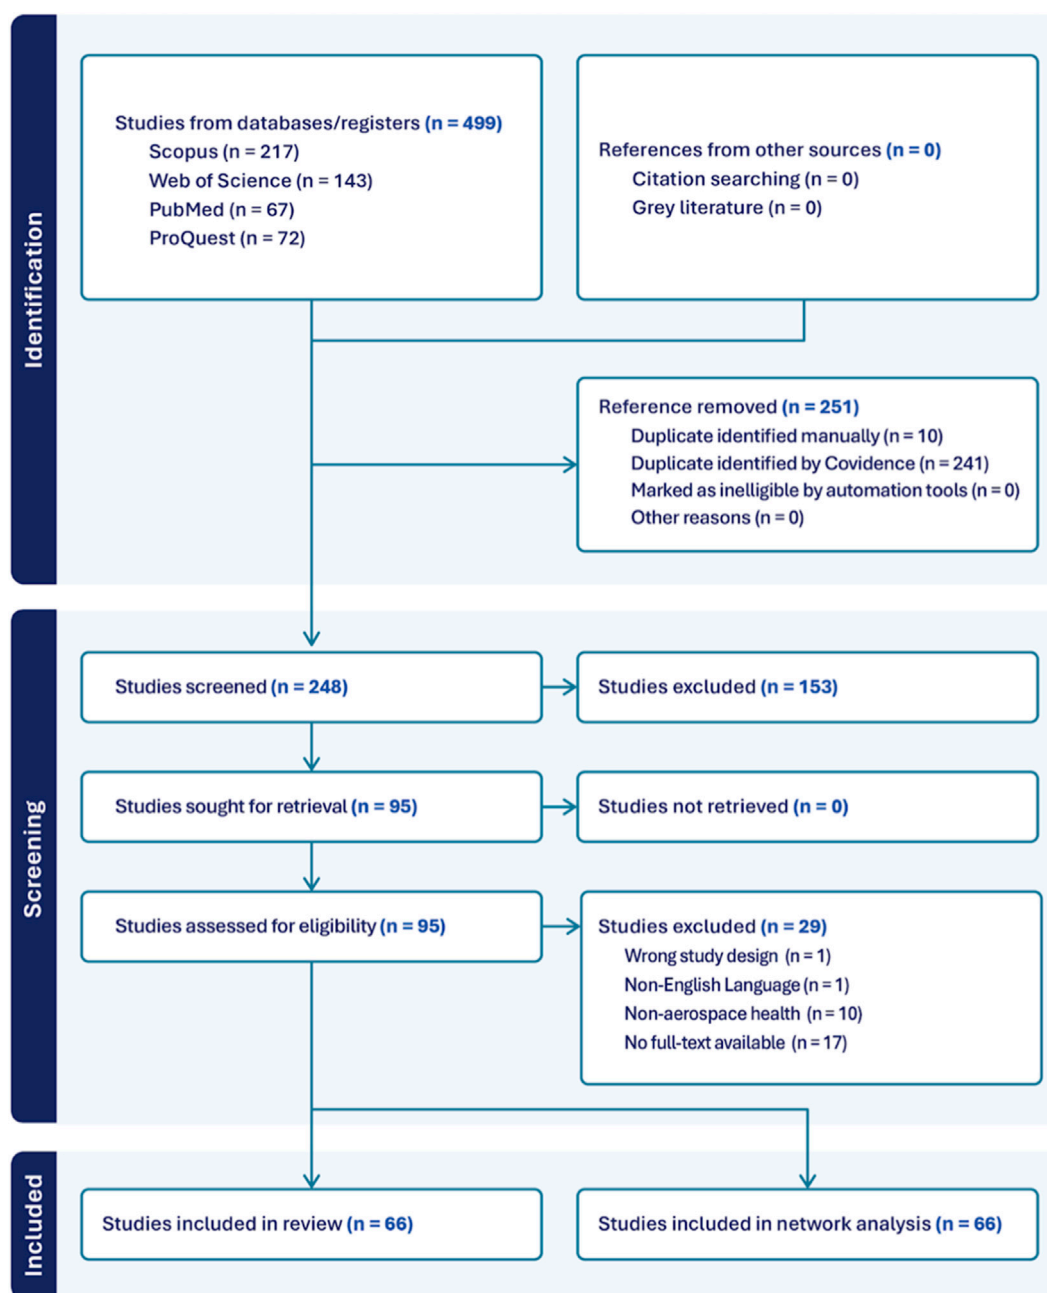 Identification
Studies from databases/registers (n = 499)
Scopus (n = 217)
Web of Science (n = 143)
PubMed (n = 67)
ProQuest (n = 72)
References from other sources (n = 0)
Citation searching (n = 0)
Grey literature (n = 0)
Reference removed (n = 251)
Duplicate identified manually (n = 10)
Duplicate identified by Covidence (n = 241)
Marked as inelligible by automation tools (n = 0)
Other reasons (n = 0)
Screening
Studies screened (n = 248)
Studies excluded (n = 153)
Studies sought for retrieval (n = 95)
Studies not retrieved (n = 0)
Studies assessed for eligibility (n = 95)
Studies excluded (n = 29)
Wrong study design (n = 1)
Non-English Language (n = 1)
Non-aerospace health (n = 10)
No full-text available (n = 17)
Included
Studies included in review (n = 66)
Studies included in network analysis (n = 66)